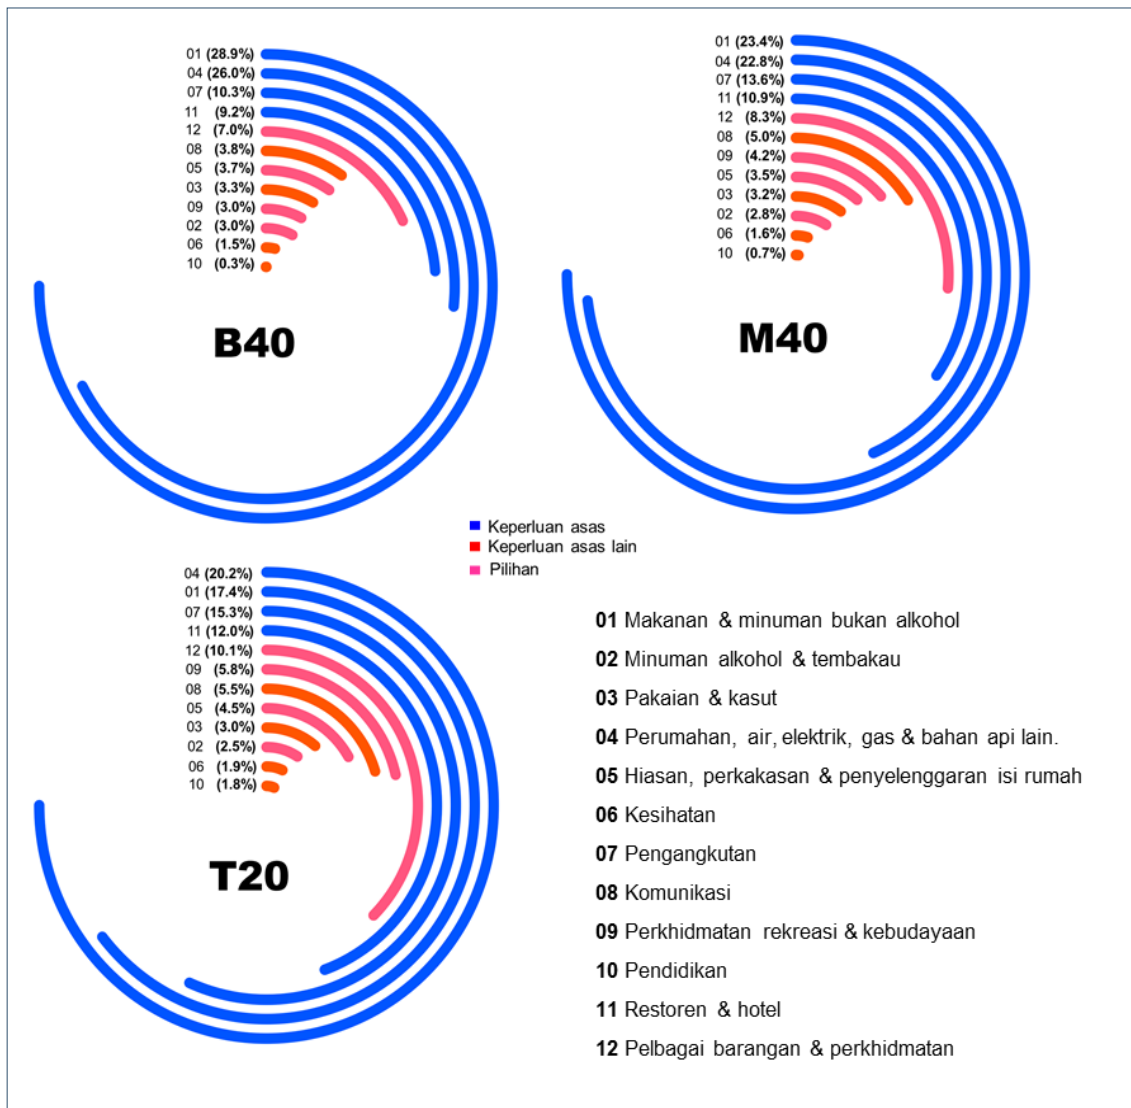 01 (28.9%)
04 (26.0%)
07 (10.3%)
11 (9.2%)
12 (7.0%)
08 (3.8%)
05 (3.7%)
03 (3.3%)
09 (3.0%)
02 (3.0%)
06 (1.5%)
10 (0.3%)
B40
01 (23.4%)
04 (22.8%)
07 (13.6%)
11 (10.9%)
12 (8.3%)
08 (5.0%)
09 (4.2%)
05 (3.5%)
03 (3.2%)
02 (2.8%)
06 (1.6%)
10 (0.7%)
M40
Keperluan asas
Keperluan asas lain
Pilihan
04 (20.2%)
01 (17.4%)
07 (15.3%)
11 (12.0%)
12 (10.1%)
09 (5.8%)
08 (5.5%)
05 (4.5%)
03 (3.0%)
02 (2.5%)
06 (1.9%)
10 (1.8%)
T20
01 Makanan & minuman bukan alkohol
02 Minuman alkohol & tembakau
03 Pakaian & kasut
04 Perumahan, air, elektrik, gas & bahan api lain.
05 Hiasan, perkakasan & penyelenggaran isi rumah
06 Kesihatan
07 Pengangkutan
08 Komunikasi
09 Perkhidmatan rekreasi & kebudayaan
10 Pendidikan
11 Restoren & hotel
12 Pelbagai barangan & perkhidmatan